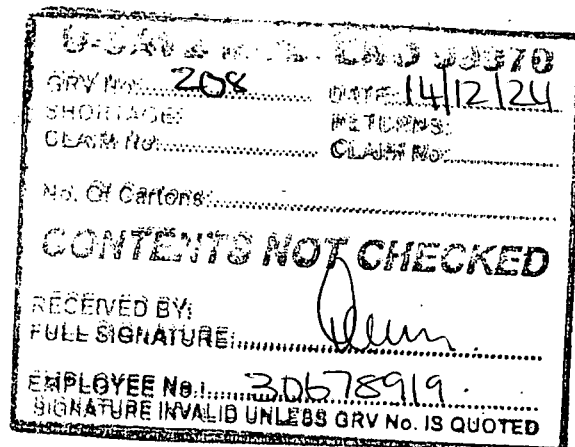 GRV No: 208 DATE: 14/12/24
SHORTAGE: RETURNS:
CLAIM No: CLAIM No:
No. Of Cartons:
CONTENTS NOT CHECKED
RECEIVED BY:
FULL SIGNATURE:
EMPLOYEE No.: 30678919.
SIGNATURE INVALID UNLESS GRV No. IS QUOTED